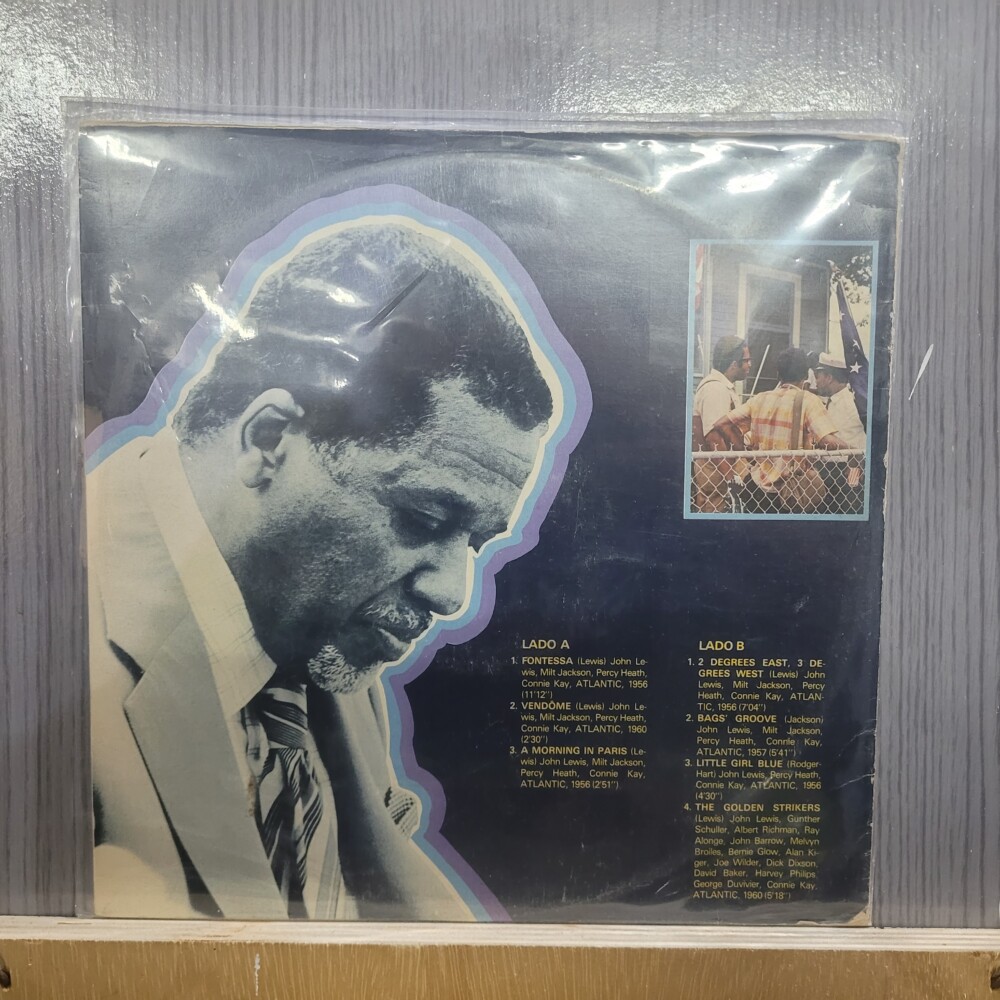 LADO A
1. FONTESSA (Lewis) John Le-
wis, Milt Jackson, Percy Heath,
Connie Kay, ATLANTIC, 1956
(11'12'')
2. VENDÔME (Lewis) John Le-
wis, Milt Jackson, Percy Heath,
Connie Kay, ATLANTIC, 1960
(2'30'')
3. A MORNING IN PARIS (Le-
wis) John Lewis, Milt Jackson,
Percy Heath, Connie Kay,
ATLANTIC, 1956 (2'51'')
LADO B
1. 2 DEGREES EAST, 3 DE-
GREES WEST (Lewis) John
Lewis, Milt Jackson, Percy
Heath, Connie Kay, ATLAN-
TIC, 1956 (7'04'')
2. BAGS' GROOVE (Jackson)
John Lewis, Milt Jackson,
Percy Heath, Connie Kay,
ATLANTIC, 1957 (5'41'')
3. LITTLE GIRL BLUE (Rodger-
Hart) John Lewis, Percy Heath,
Connie Kay, ATLANTIC, 1956
(4'30'')
4. THE GOLDEN STRIKERS
(Lewis) John Lewis, Gunther
Schuller, Albert Richman, Ray
Alonge, John Barrow, Melvyn
Broiles, Bernie Glow, Alan Ki-
ger, Joe Wilder, Dick Dixson,
David Baker, Harvey Philips,
George Duvivier, Connie Kay,
ATLANTIC, 1960 (5'18'')